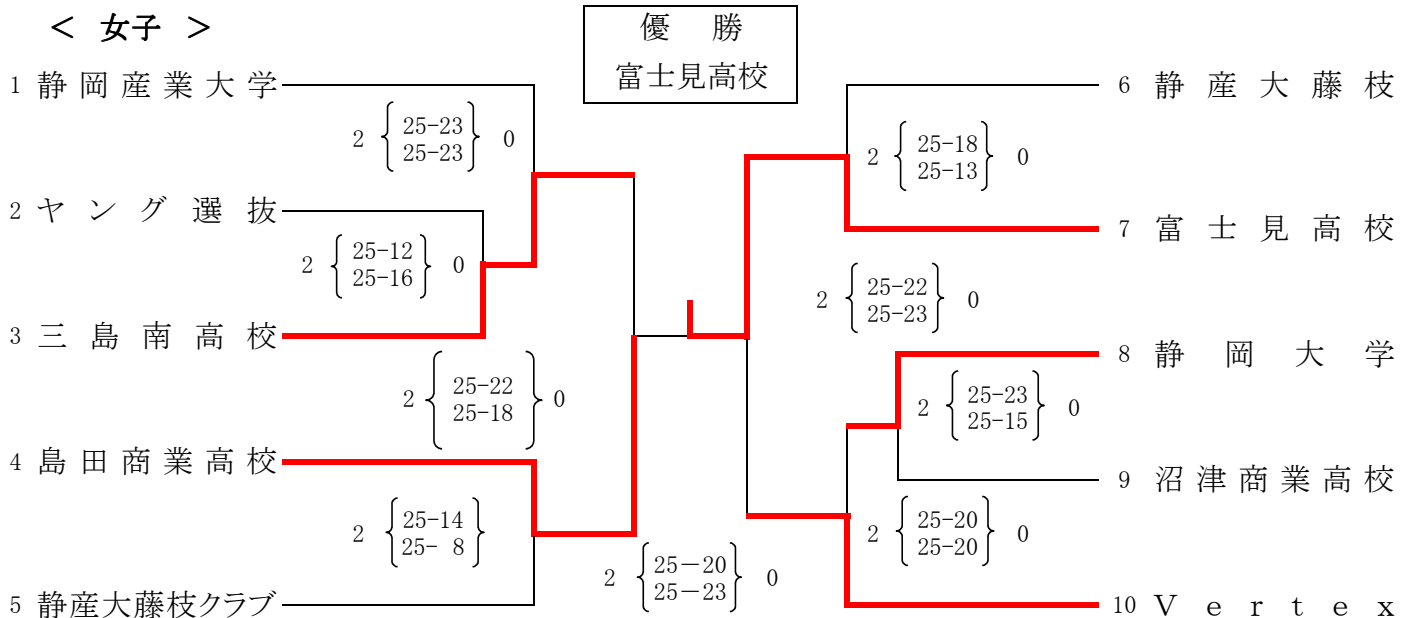 < 女子 >
優 勝
富士見高校
1 静岡産業大学
2 { 25-23 } 0
25-23
2 ヤング選抜
2 { 25-12 } 0
25-16
3 三島南高校
2 { 25-22 } 0
25-18
4 島田商業高校
2 { 25-14 }
25- 8
5 静産大藤枝クラブ
2 { 25-20 } 0
25-23
6 静産大藤枝
2 { 25-18 } 0
25-13
7 富士見高校
2 { 25-22 } 0
25-23
8 静岡大学
2 { 25-23 } 0
25-15
9 沼津商業高校
2 { 25-20 } 0
25-20
10 Vertex